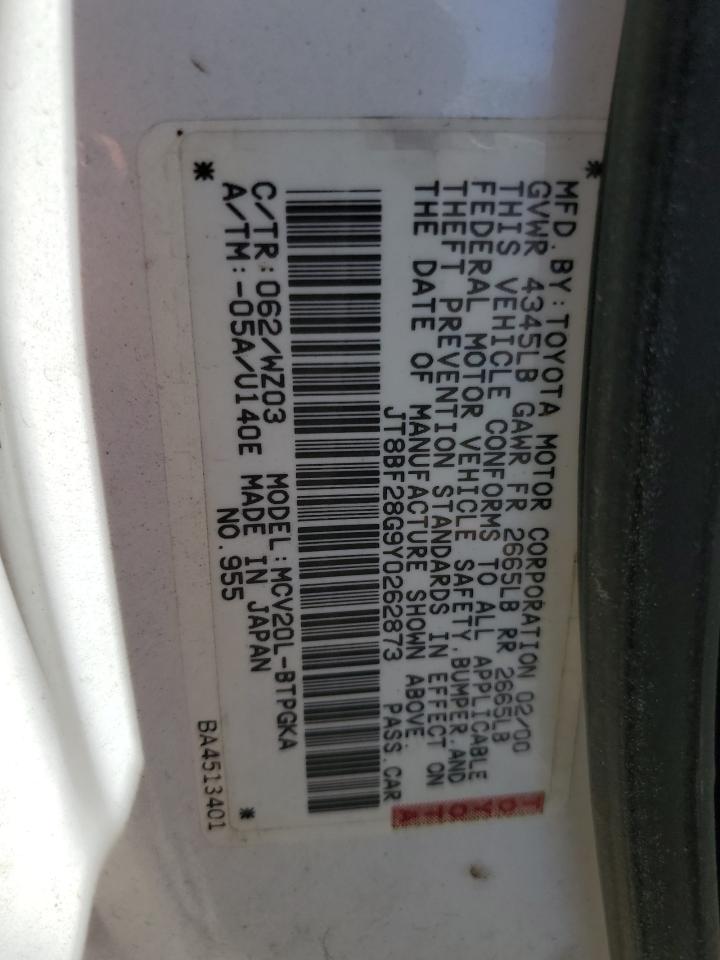 MFD.BY:TOYOTA MOTOR CORPORATION 02/00
GVWR 4345LB GAWR FR 2665LB RR 2665LB
THIS VEHICLE CONFORMS TO ALL APPLICABLE
FEDERAL MOTOR VEHICLE SAFETY,BUMPER,AND
THEFT PREVENTION STANDARDS IN EFFECT ON
THE DATE OF MANUFACTURE SHOWN ABOVE.
JT8BF28G9Y0262873 PASS.CAR
TOYOTA
C/TR:062/WZ03 MODEL:MCV20L-BTPGKA
A/TM:-05A/U140E MADE IN JAPAN
NO.955
BA4513401